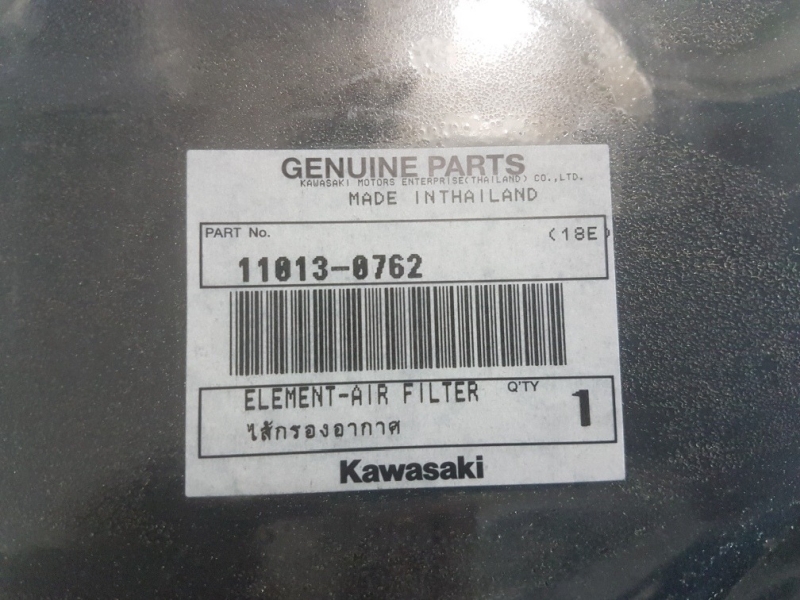 GENUINE PARTS
KAWASAKI MOTORS ENTERPRISE(THAILAND) CO.,LTD.
MADE INTHAILAND
PART No. (18E)
11013-0762
ELEMENT-AIR FILTER Q'TY 1
ไส้กรองอากาศ
Kawasaki